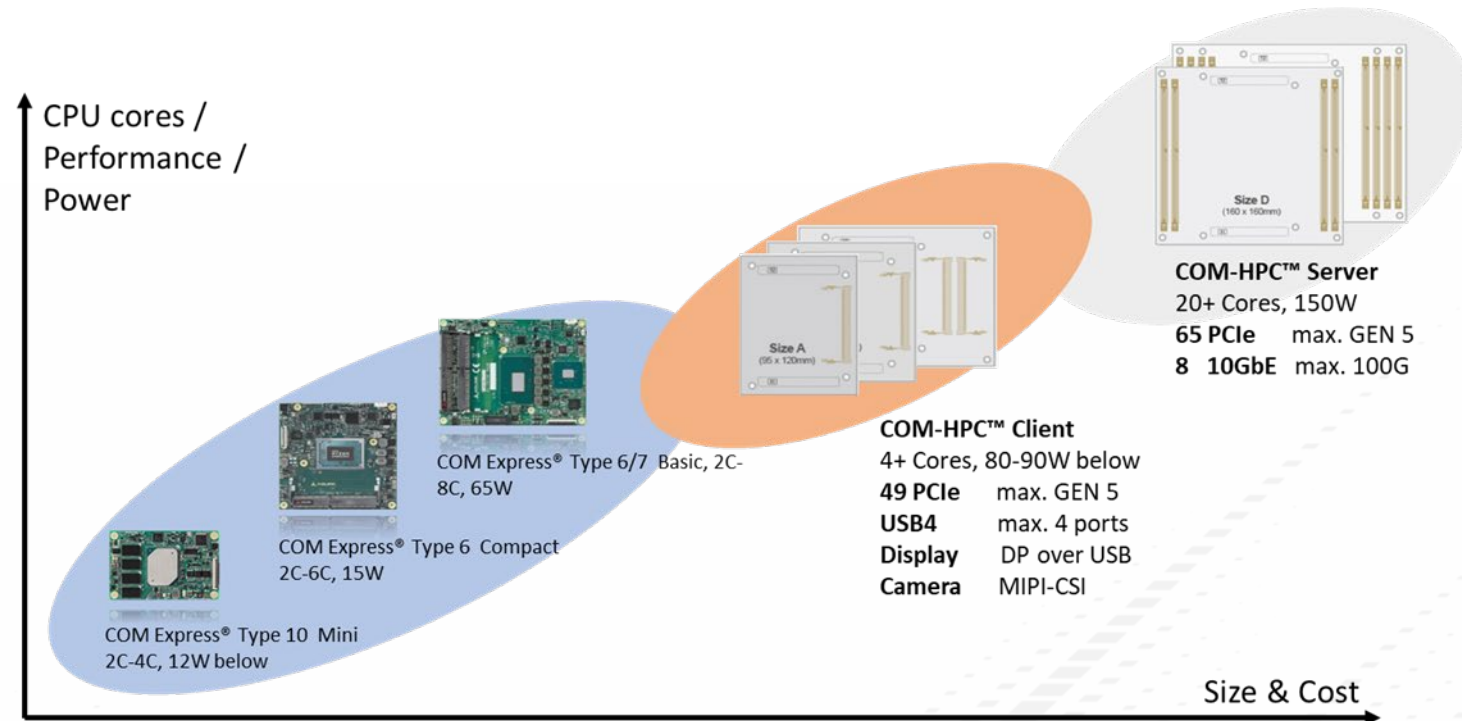 CPU cores /
Performance /
Power
Size D
(160 x 160mm)
COM-HPC™ Server
20+ Cores, 150W
65 PCIe max. GEN 5
8 10GbE max. 100G
Size A
(95 x 120mm)
COM-HPC™ Client
4+ Cores, 80-90W below
49 PCIe max. GEN 5
USB4 max. 4 ports
Display DP over USB
Camera MIPI-CSI
COM Express® Type 6/7 Basic, 2C-
8C, 65W
COM Express® Type 6 Compact
2C-6C, 15W
COM Express® Type 10 Mini
2C-4C, 12W below
Size & Cost